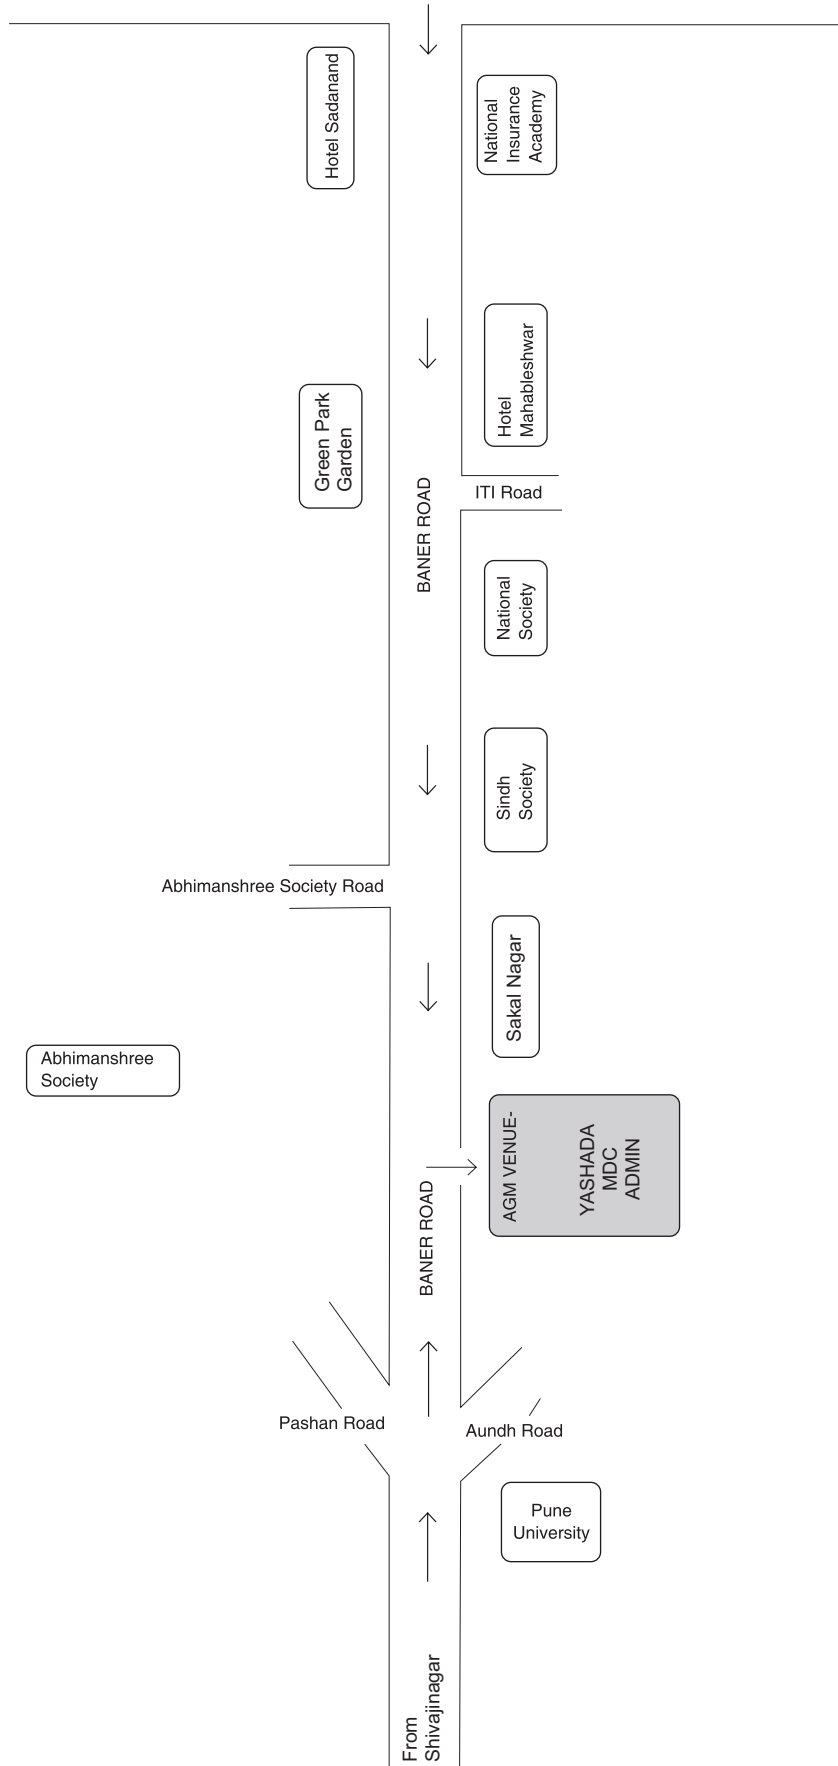 Hotel Sadanand
National
Insurance
Academy
Hotel
Mahableshwar
Green Park
Garden
BANER ROAD
ITI Road
National
Society
Sindh
Society
Abhimanshree Society Road
Sakal Nagar
Abhimanshree
Society
AGM VENUE-
YASHADA
MDC
ADMIN
BANER ROAD
Pashan Road
Aundh Road
Pune
University
From
Shivajinagar